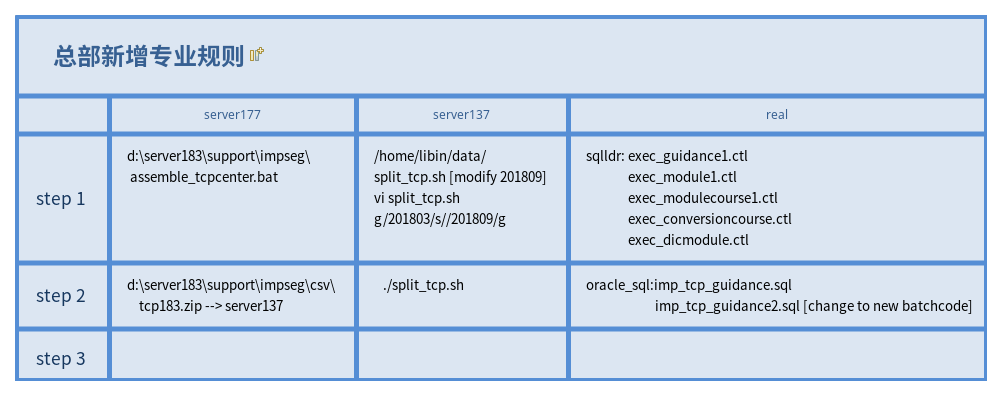 总部新增专业规则
server177
server137
real
step 1
d:\server183\support\impseg\
assemble_tcpcenter.bat
/home/libin/data/
split_tcp.sh [modify 201809]
vi split_tcp.sh
g/201803/s//201809/g
sqlldr: exec_guidance1.ctl
exec_module1.ctl
exec_modulecourse1.ctl
exec_conversioncourse.ctl
exec_dicmodule.ctl
step 2
d:\server183\support\impseg\csv\
tcp183.zip --> server137
./split_tcp.sh
oracle_sql:imp_tcp_guidance.sql
imp_tcp_guidance2.sql [change to new batchcode]
step 3